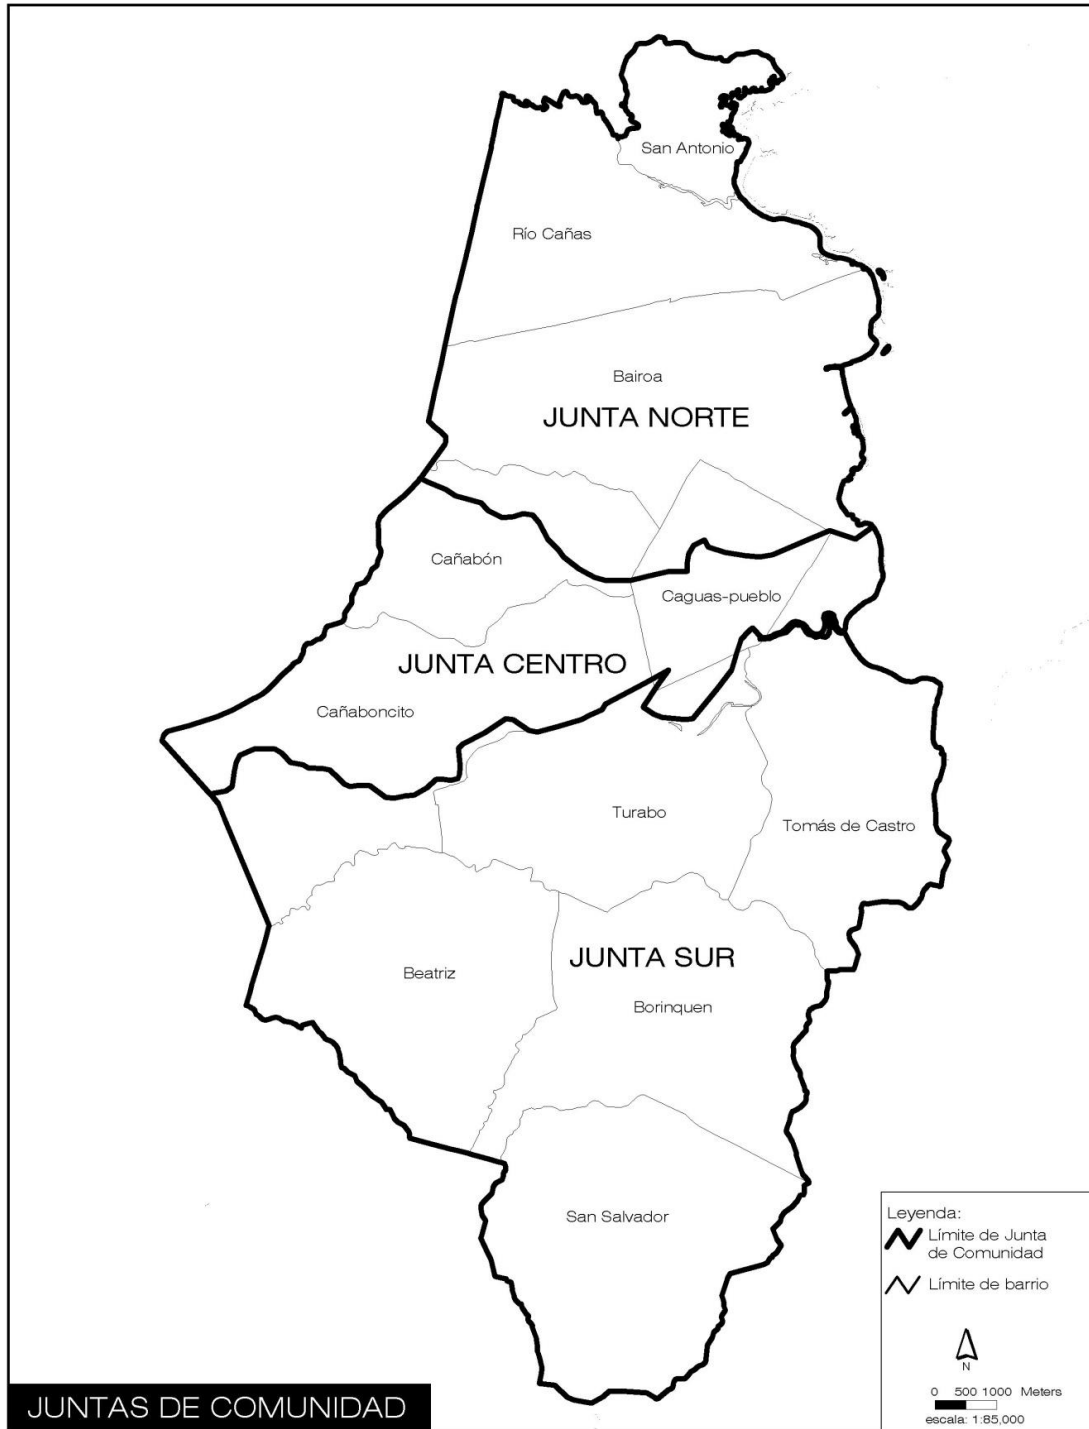 San Antonio
Río Cañas
Bairoa
JUNTA NORTE
Cañabón
Caguas-pueblo
JUNTA CENTRO
Cañaboncito
Turabo
Tomás de Castro
JUNTA SUR
Beatriz
Borinquen
San Salvador
Leyenda:
Límite de Junta
de Comunidad
Límite de barrio
N
0 500 1000 Meters
escala: 1:85,000
JUNTAS DE COMUNIDAD